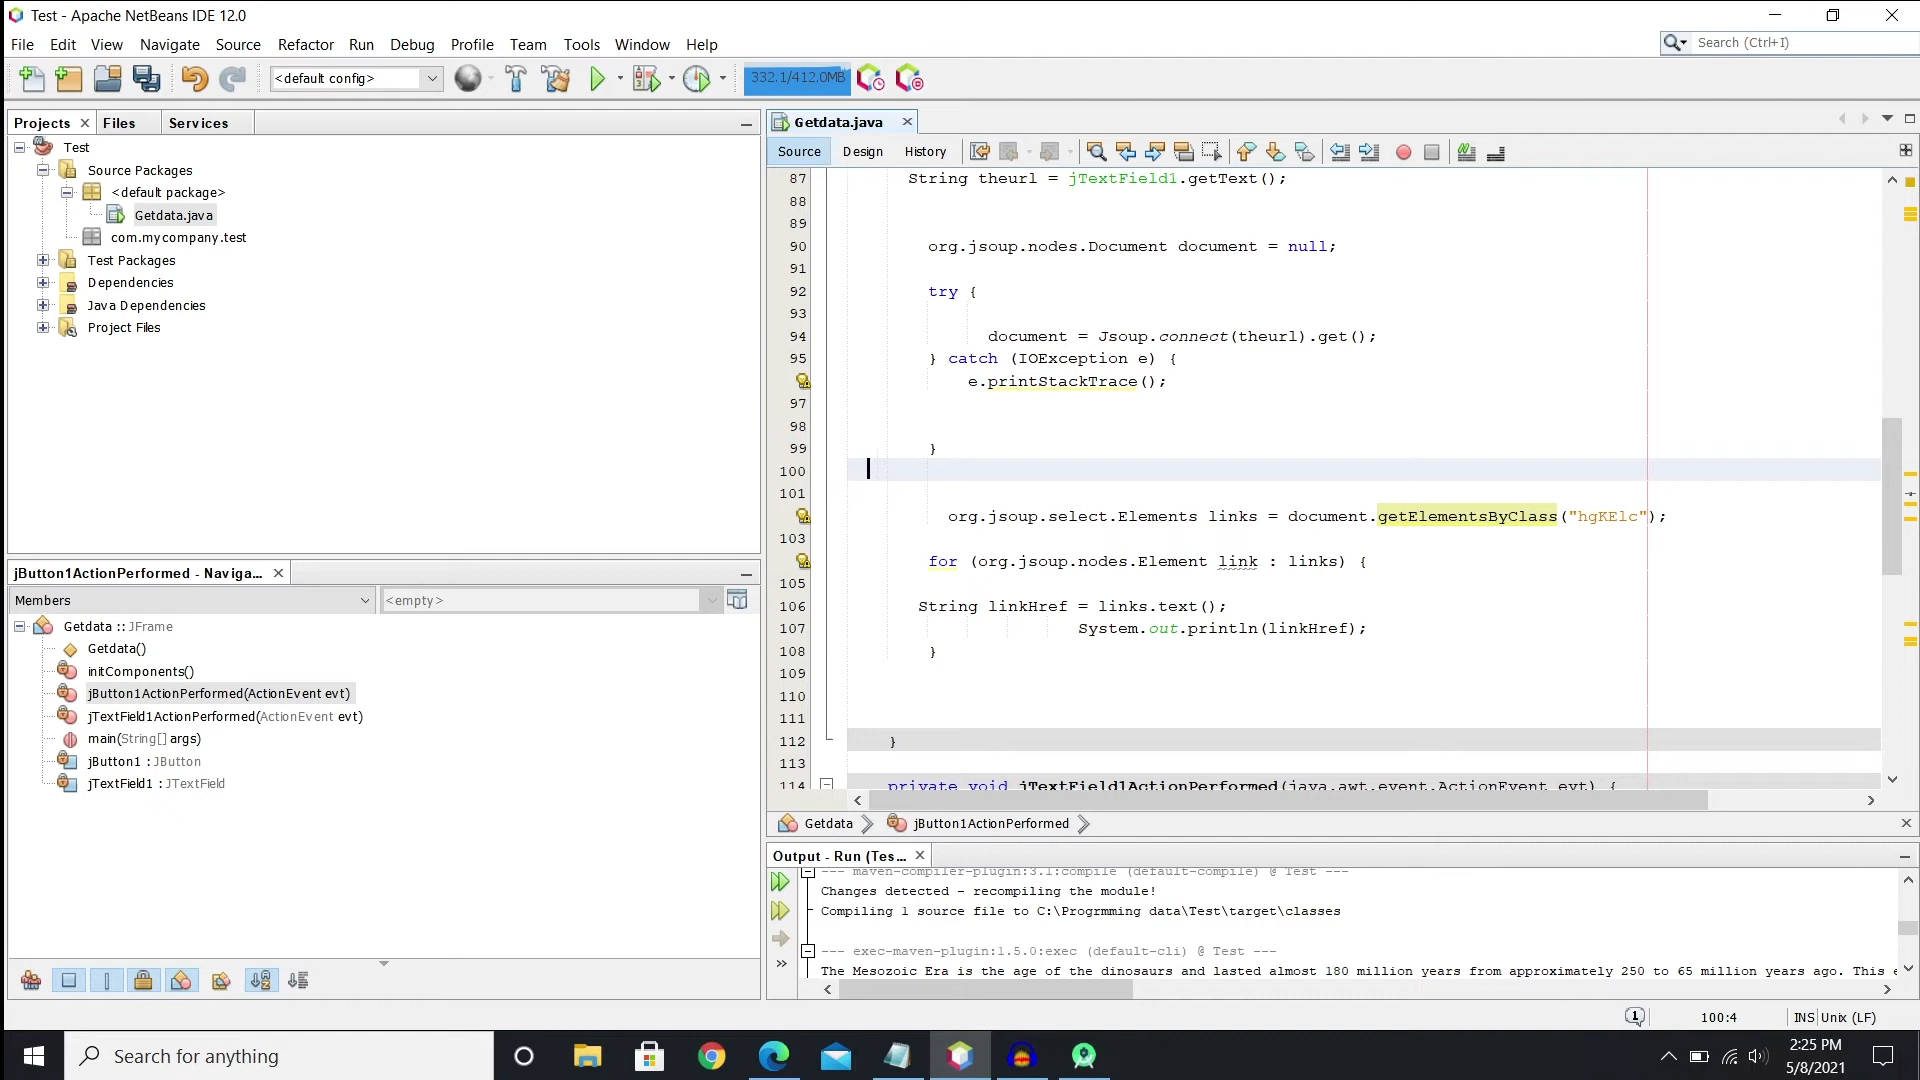 Test - Apache NetBeans IDE 12.0
File Edit View Navigate Source Refactor Run Debug Profile Team Tools Window Help
Search (Ctrl+I)
<default config>
332.1/412.0MB
Projects Files Services
Test
Source Packages
<default package>
Getdata.java
com.mycompany.test
Test Packages
Dependencies
Java Dependencies
Project Files
jButton1ActionPerformed - Naviga...
Members
<empty>
Getdata :: JFrame
Getdata()
initComponents()
jButton1ActionPerformed(ActionEvent evt)
jTextField1ActionPerformed(ActionEvent evt)
main(String[] args)
jButton1 : JButton
jTextField1 : JTextField
Getdata.java
Source Design History
87 String theurl = jTextField1.getText();
88
89
90 org.jsoup.nodes.Document document = null;
91
92 try {
93
94 document = Jsoup.connect(theurl).get();
95 } catch (IOException e) {
e.printStackTrace();
97
98
99 }
100
101
org.jsoup.select.Elements links = document.getElementsByClass("hgKElc");
103
for (org.jsoup.nodes.Element link : links) {
105
106 String linkHref = links.text();
107 System.out.println(linkHref);
108 }
109
110
111
112 }
113
114 private void jTextField1ActionPerformed(java.awt.event.ActionEvent evt) {
Getdata jButton1ActionPerformed
Output - Run (Tes...
--- maven-compiler-plugin:3.1:compile (default-compile) @ Test ---
Changes detected - recompiling the module!
Compiling 1 source file to C:\Progrmming data\Test\target\classes
--- exec-maven-plugin:1.5.0:exec (default-cli) @ Test ---
The Mesozoic Era is the age of the dinosaurs and lasted almost 180 million years from approximately 250 to 65 million years ago. This e
1 100:4 INS Unix (LF)
Search for anything
2:25 PM
5/8/2021